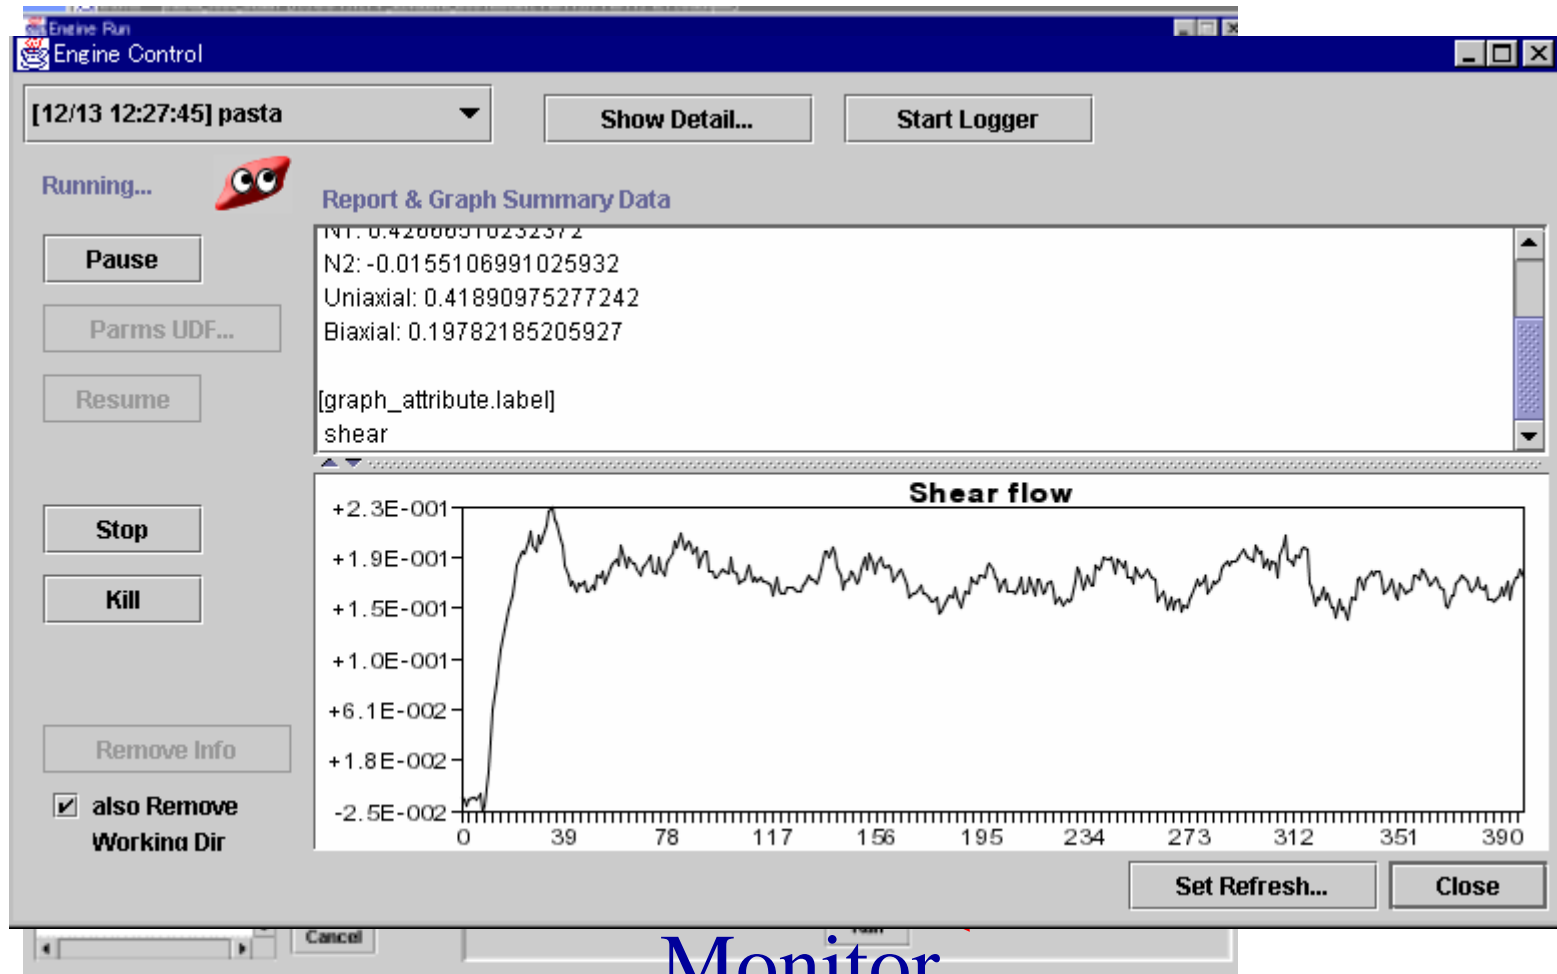 Engine Run
Engine Control
[12/13 12:27:45] pasta
Show Detail...
Start Logger
Running...
Report & Graph Summary Data
Pause
N2: -0.0155106991025932
Uniaxial: 0.41890975277242
Parms UDF...
Biaxial: 0.19782185205927
Resume
[graph_attribute.label]
shear
Shear flow
+2.3E-001
Stop
+1.9E-001
Kill
+1.5E-001
+1.0E-001
+6.1E-002
Remove Info
+1.8E-002
also Remove
Working Dir
-2.5E-002
0 39 78 117 156 195 234 273 312 351 390
Set Refresh...
Close
Cancel
Monitor